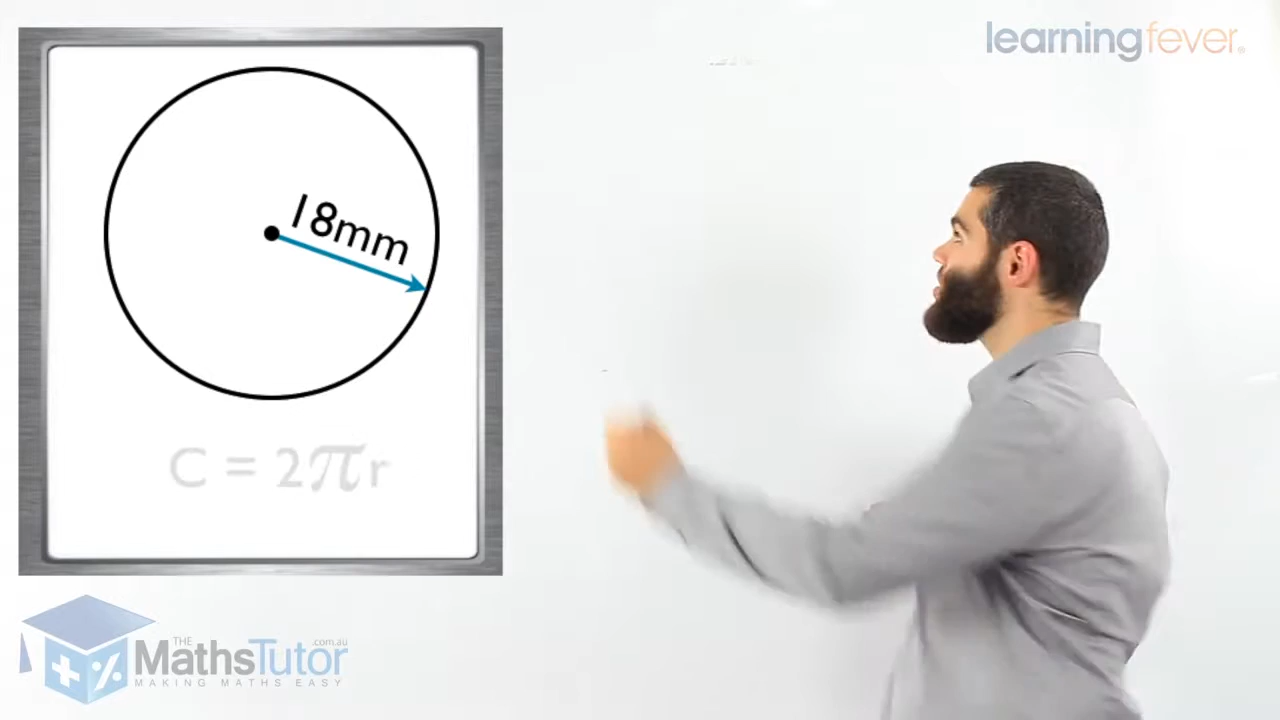 learningfever.
18mm
C = 2πr
THE
MathsTutor
.com.au
MAKING MATHS EASY